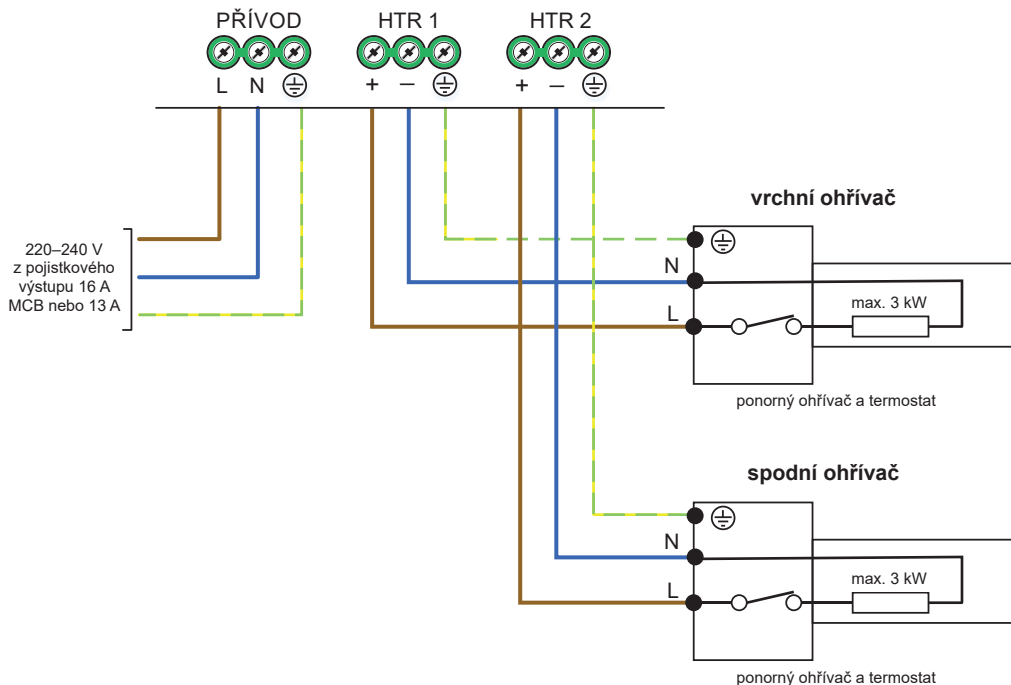 PŘÍVOD HTR 1 HTR 2
L N + – + –
220–240 V
z pojistkového
výstupu 16 A
MCB nebo 13 A
vrchní ohřívač
N
max. 3 kW
L
ponorný ohřívač a termostat
spodní ohřívač
N
max. 3 kW
L
ponorný ohřívač a termostat